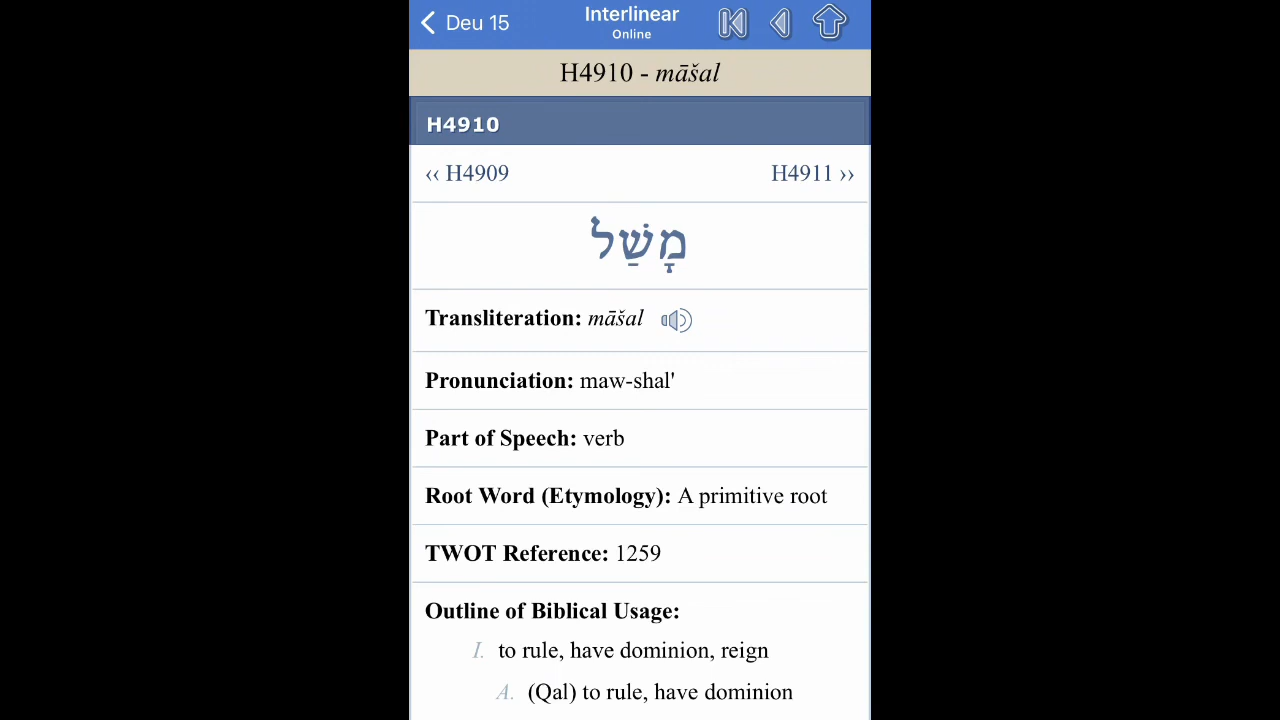 Deu 15
Interlinear
Online
H4910 - māšal
H4910
‹‹ H4909
H4911 ››
מָשַׁל
Transliteration: māšal
Pronunciation: maw-shal'
Part of Speech: verb
Root Word (Etymology): A primitive root
TWOT Reference: 1259
Outline of Biblical Usage:
I. to rule, have dominion, reign
A. (Qal) to rule, have dominion